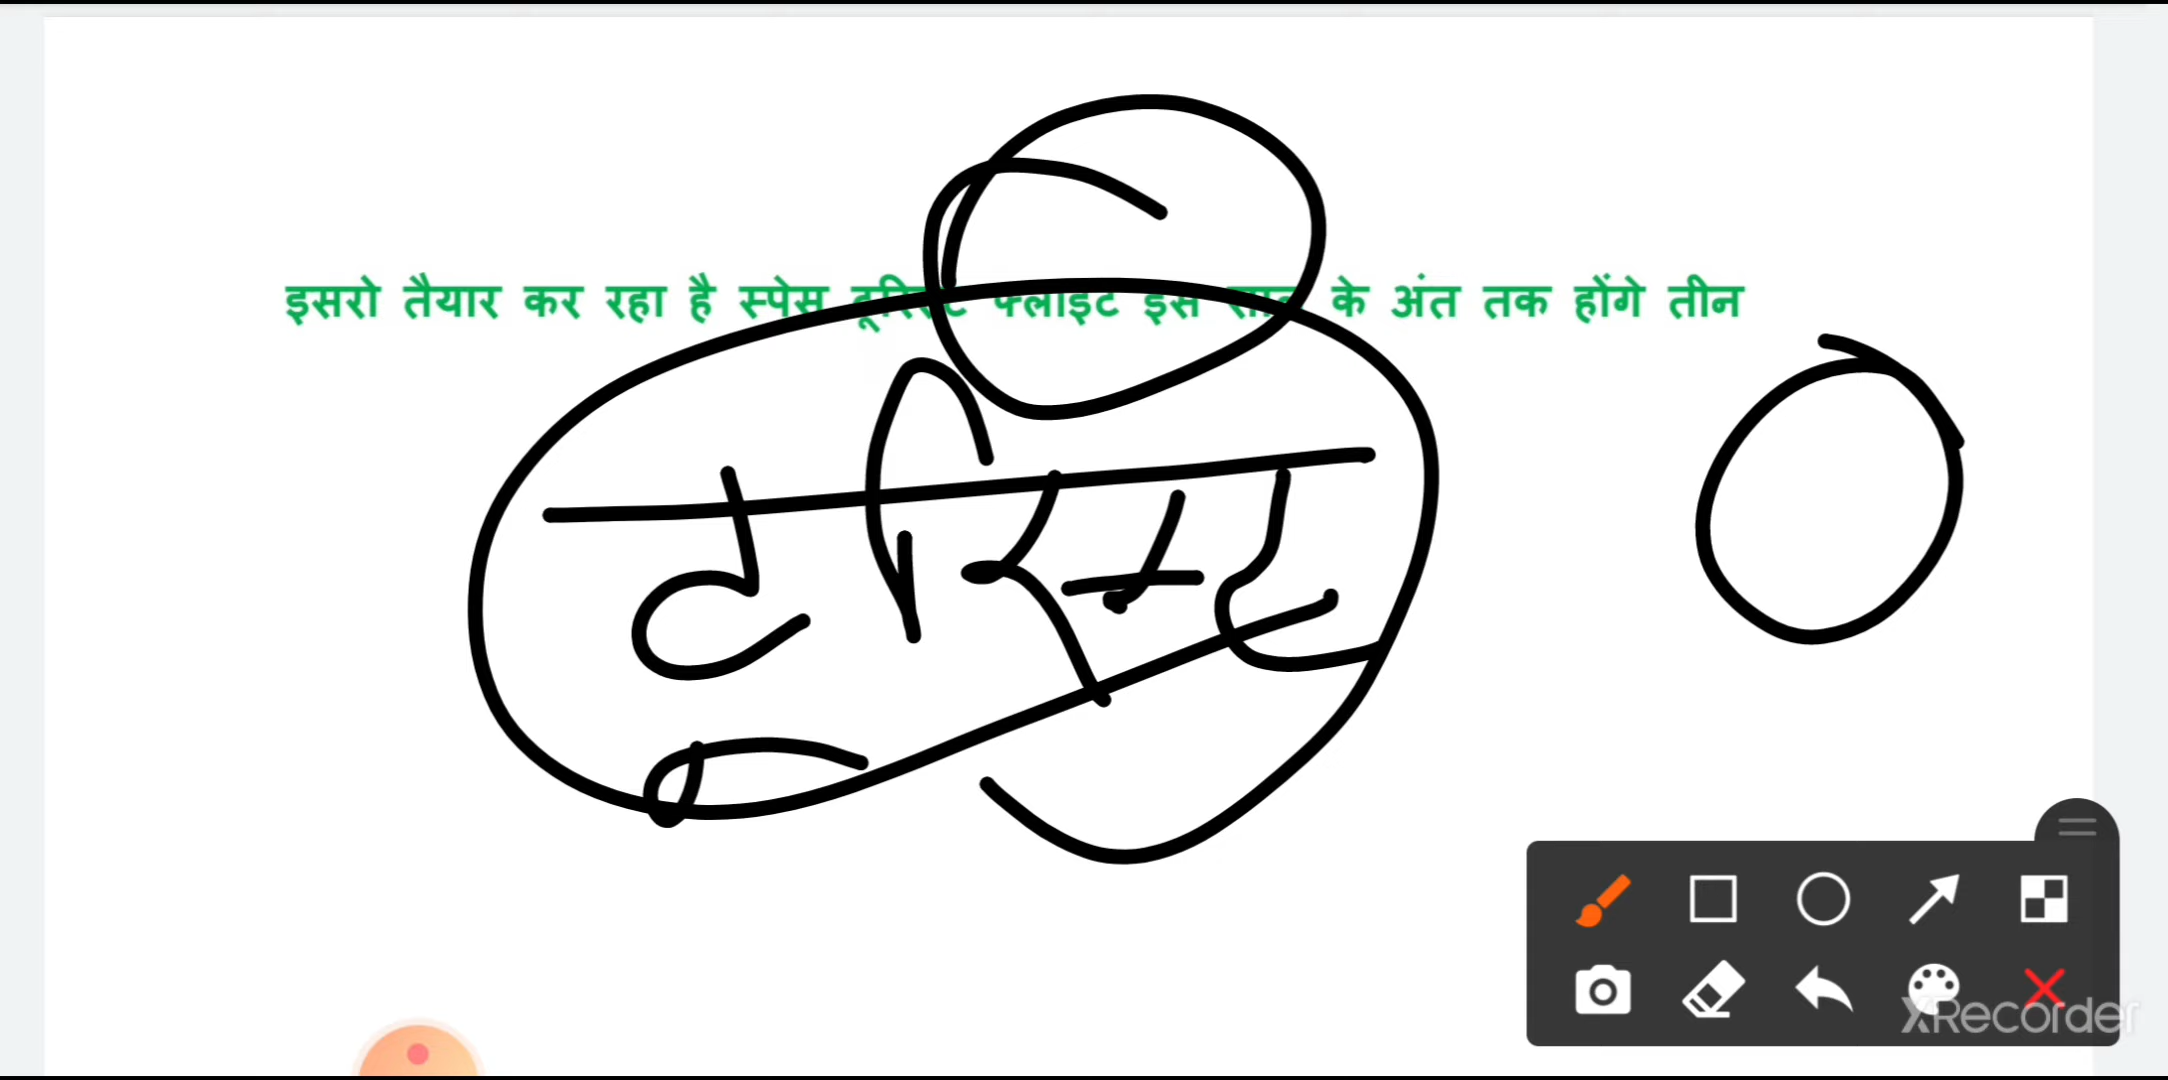 इसरो तैयार कर रहा है स्पेस टूरिस्ट फ्लाइट इस साल के अंत तक होंगे तीन
टूरिस्ट
XRecorder